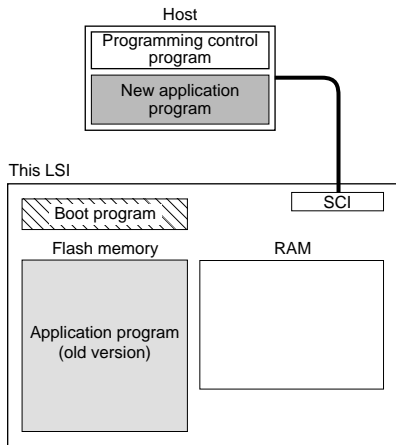 Host
Programming control
program
New application
program
This LSI
SCI
Boot program
Flash memory
RAM
Application program
(old version)